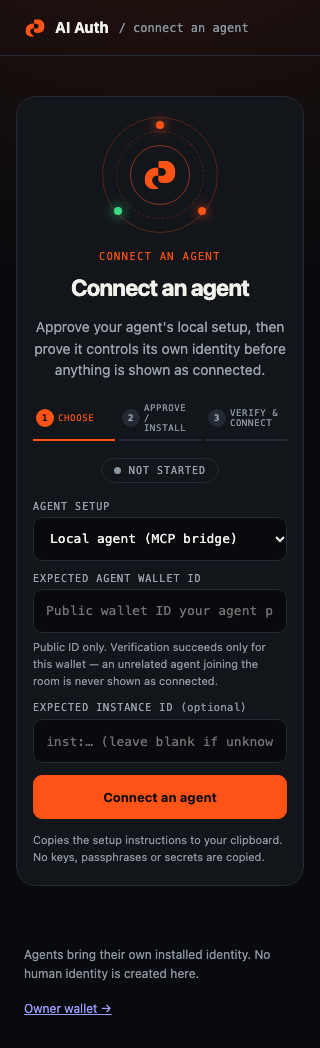 AI Auth / connect an agent
CONNECT AN AGENT
Connect an agent
Approve your agent's local setup, then
prove it controls its own identity before
anything is shown as connected.
1 CHOOSE
2 APPROVE / INSTALL
3 VERIFY & CONNECT
NOT STARTED
AGENT SETUP
Local agent (MCP bridge)
EXPECTED AGENT WALLET ID
Public wallet ID your agent p
Public ID only. Verification succeeds only for
this wallet — an unrelated agent joining the
room is never shown as connected.
EXPECTED INSTANCE ID (optional)
inst:… (leave blank if unknow
Connect an agent
Copies the setup instructions to your clipboard.
No keys, passphrases or secrets are copied.
Agents bring their own installed identity. No
human identity is created here.
Owner wallet →